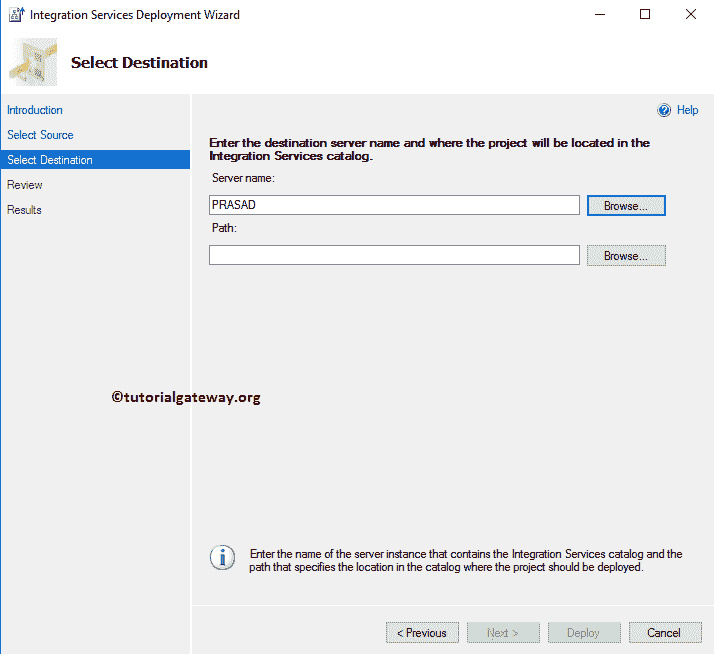 Integration Services Deployment Wizard
Select Destination
Introduction
Select Source
Select Destination
Review
Results
Help
Enter the destination server name and where the project will be located in the
Integration Services catalog.
Server name:
PRASAD
Browse...
Path:
Browse...
©tutorialgateway.org
Enter the name of the server instance that contains the Integration Services catalog and the
path that specifies the location in the catalog where the project should be deployed.
< Previous
Next >
Deploy
Cancel